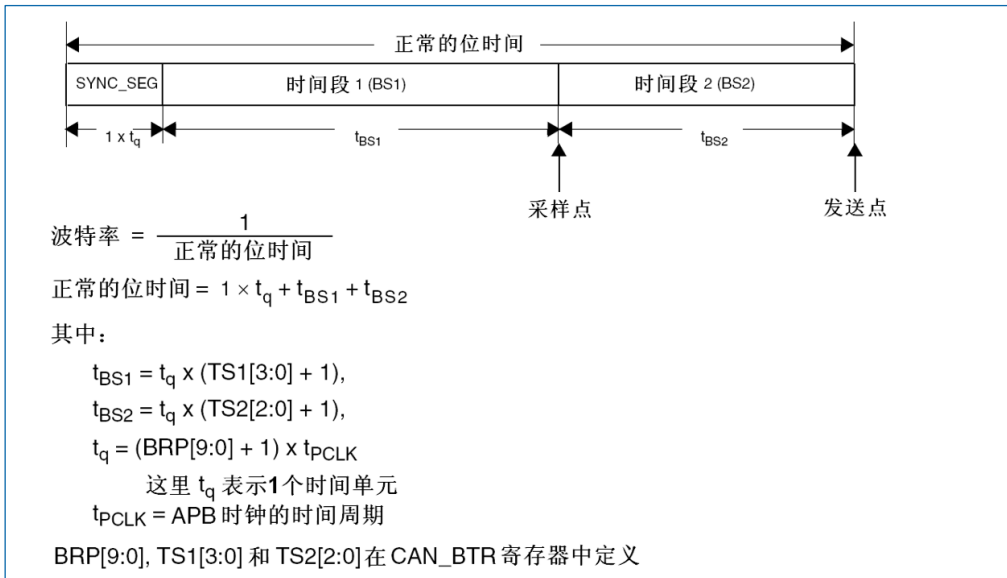 正常的位时间
SYNC_SEG 时间段 1 (BS1) 时间段 2 (BS2)
1 x tq tBS1 tBS2
采样点 发送点
波特率 = 1 / 正常的位时间
正常的位时间 = 1 × tq + tBS1 + tBS2
其中：
tBS1 = tq x (TS1[3:0] + 1),
tBS2 = tq x (TS2[2:0] + 1),
tq = (BRP[9:0] + 1) x tPCLK
这里 tq 表示1个时间单元
tPCLK = APB 时钟的时间周期
BRP[9:0], TS1[3:0] 和 TS2[2:0] 在 CAN_BTR 寄存器中定义